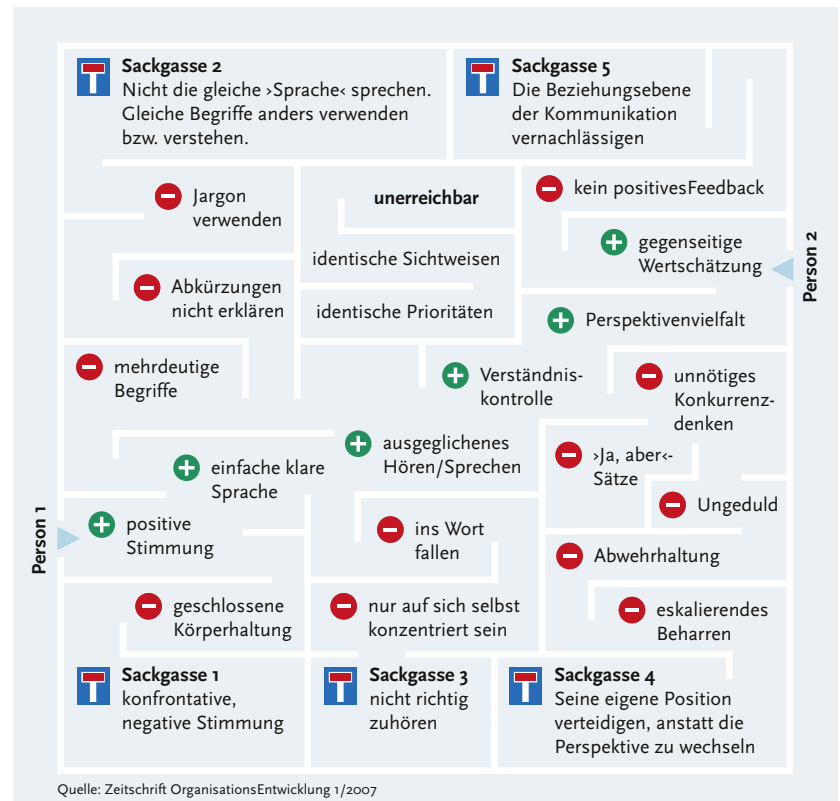 Sackgasse 2
Nicht die gleiche ›Sprache‹ sprechen.
Gleiche Begriffe anders verwenden
bzw. verstehen.
Sackgasse 5
Die Beziehungsebene
der Kommunikation
vernachlässigen
Jargon
verwenden
unerreichbar
kein positivesFeedback
gegenseitige
Wertschätzung
Person 2
identische Sichtweisen
Abkürzungen
nicht erklären
identische Prioritäten
Perspektivenvielfalt
mehrdeutige
Begriffe
Verständnis-
kontrolle
unnötiges
Konkurrenz-
denken
ausgeglichenes
Hören/Sprechen
›Ja, aber‹-
Sätze
einfache klare
Sprache
Ungeduld
Person 1
positive
Stimmung
ins Wort
fallen
Abwehrhaltung
geschlossene
Körperhaltung
nur auf sich selbst
konzentriert sein
eskalierendes
Beharren
Sackgasse 1
konfrontative,
negative Stimmung
Sackgasse 3
nicht richtig
zuhören
Sackgasse 4
Seine eigene Position
verteidigen, anstatt die
Perspektive zu wechseln
Quelle: Zeitschrift OrganisationsEntwicklung 1/2007